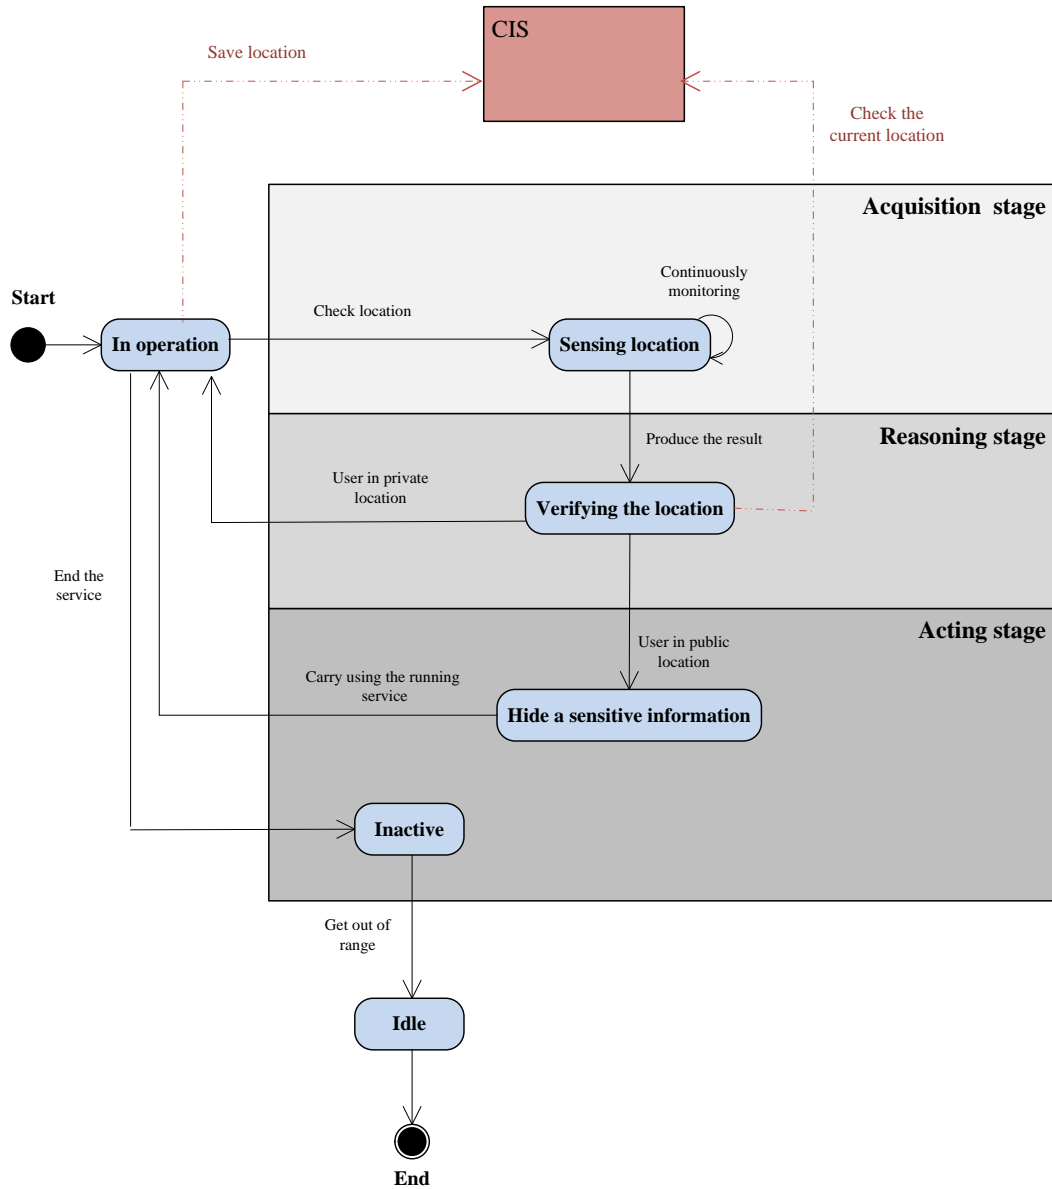 CIS
Save location
Check the
current location
Acquisition  stage
Continuously
monitoring
Start
Check location
In operation
Sensing location
Reasoning stage
Produce the result
User in private
location
Verifying the location
End the
service
Acting stage
User in public
location
Carry using the running
service
Hide a sensitive information
Inactive
Get out of
range
Idle
End